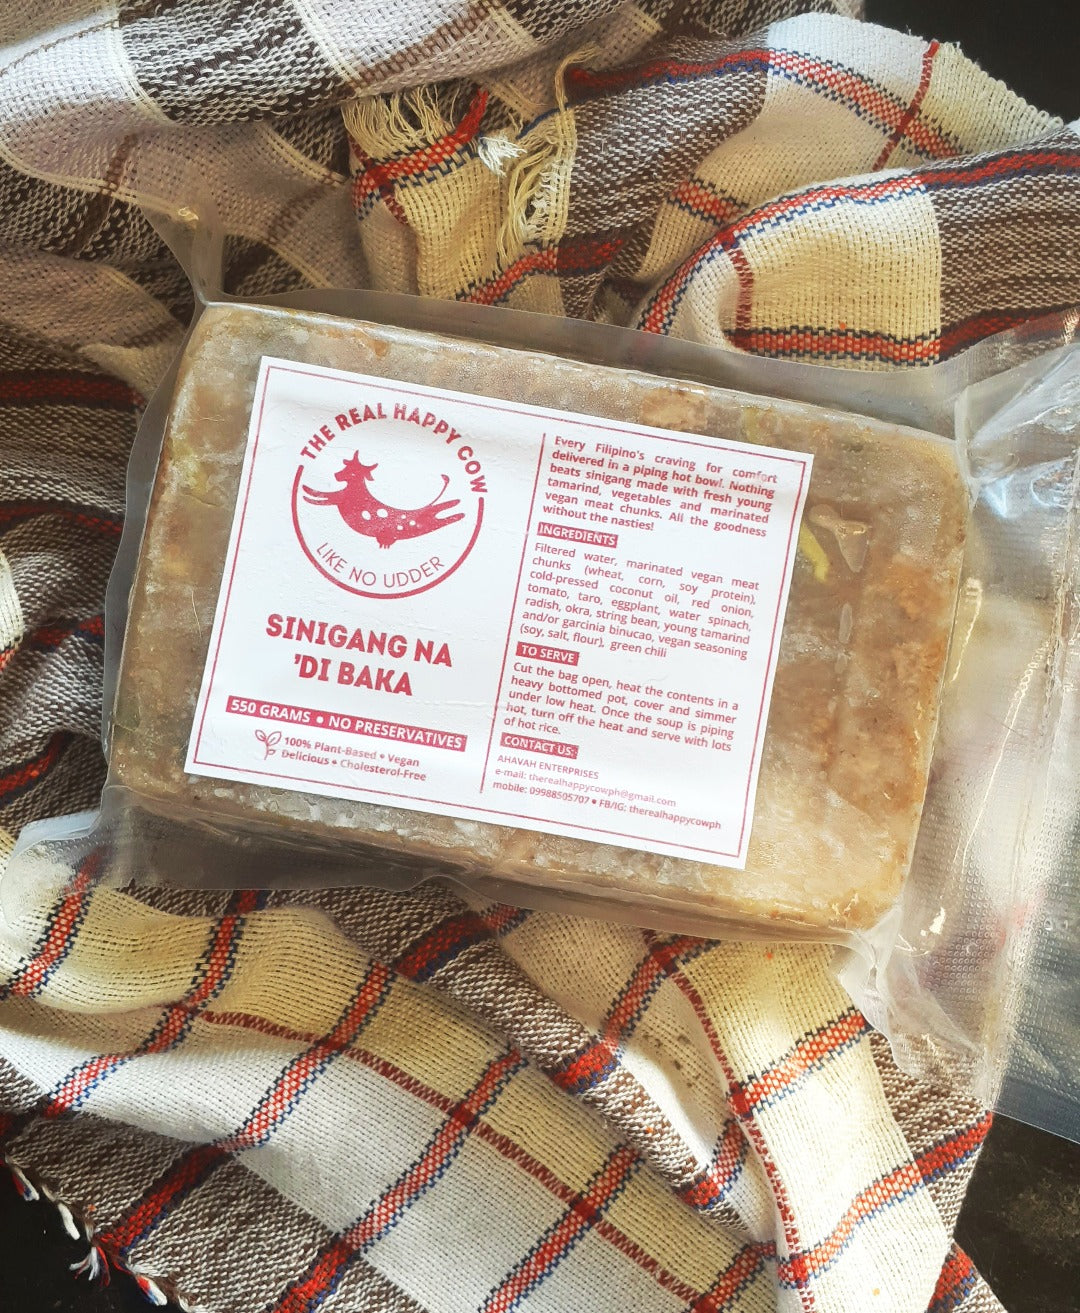 THE REAL HAPPY COW
LIKE NO UDDER
SINIGANG NA
'DI BAKA
550 GRAMS • NO PRESERVATIVES
100% Plant-Based • Vegan
Delicious • Cholesterol-Free
Every Filipino's craving for comfort
delivered in a piping hot bowl. Nothing
beats sinigang made with fresh young
tamarind, vegetables and marinated
vegan meat chunks. All the goodness
without the nasties!
INGREDIENTS
Filtered water, marinated vegan meat
chunks (wheat, corn, soy protein),
cold-pressed coconut oil, red onion,
tomato, taro, eggplant, water spinach,
radish, okra, string bean, young tamarind
and/or garcinia binucao, vegan seasoning
(soy, salt, flour), green chili
TO SERVE
Cut the bag open, heat the contents in a
heavy bottomed pot, cover and simmer
under low heat. Once the soup is piping
hot, turn off the heat and serve with lots
of hot rice.
CONTACT US:
AHAVAH ENTERPRISES
e-mail: therealhappycowph@gmail.com
mobile: 09988505707 • FB/IG: therealhappycowph